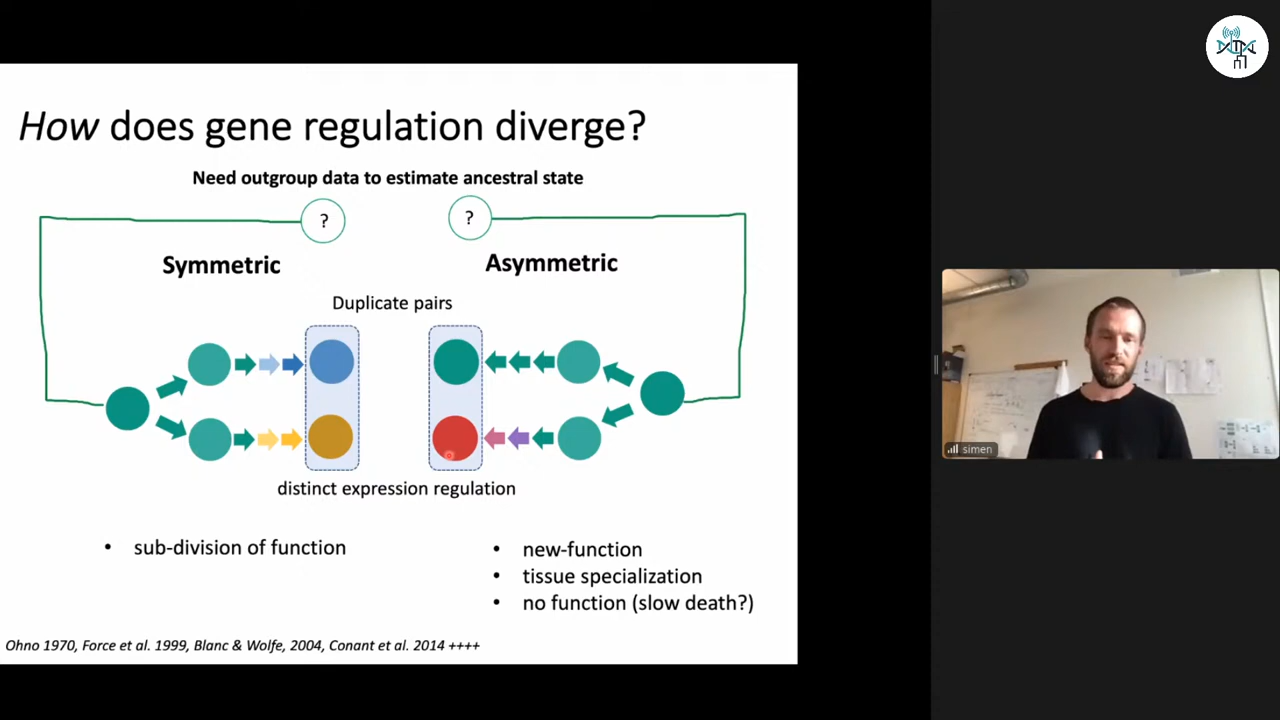 How does gene regulation diverge?
Need outgroup data to estimate ancestral state
? ?
Symmetric Asymmetric
Duplicate pairs
distinct expression regulation
• sub-division of function
• new-function
• tissue specialization
• no function (slow death?)
Ohno 1970, Force et al. 1999, Blanc & Wolfe, 2004, Conant et al. 2014 ++++
simen